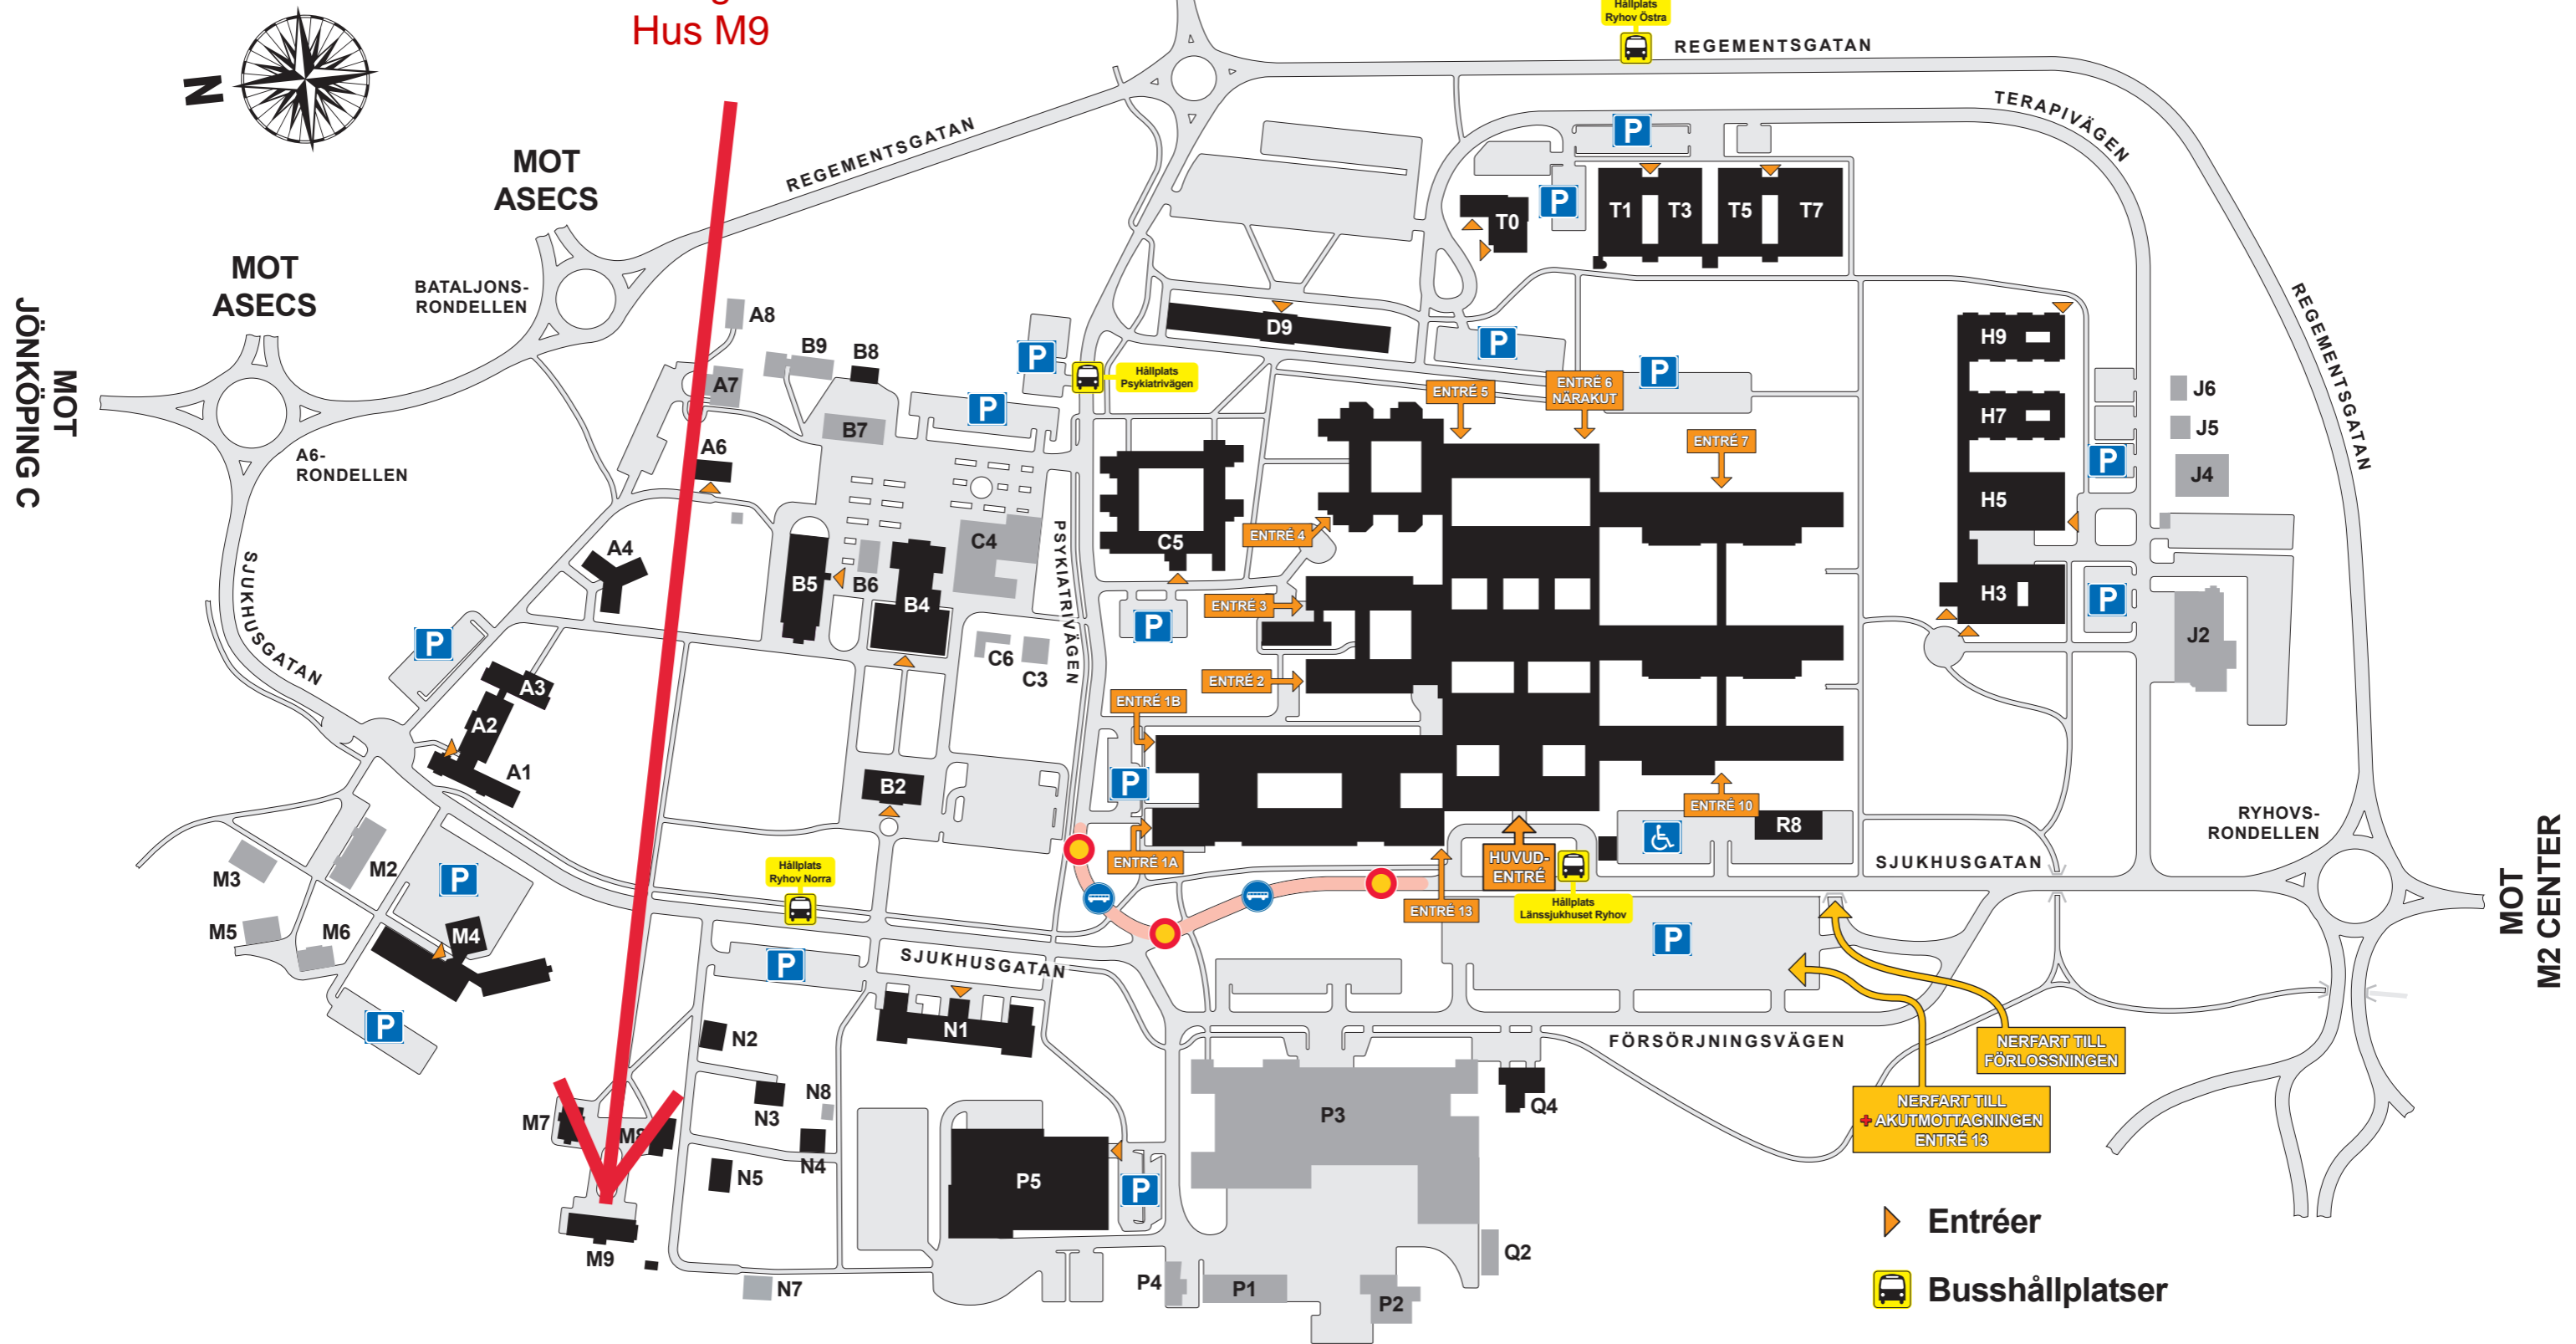 Hus M9
Hållplats
Ryhov Östra
REGEMENTSGATAN
N
TERAPIVÄGEN
REGEMENTSGATAN
MOT
ASECS
P
P
T0
T1
T3
T5
T7
MOT
ASECS
BATALJONS-
RONDELLEN
REGEMENTSGATAN
MOT
JÖNKÖPING C
A8
B9
B8
A7
B7
P
Hållplats
Psykiatrivägen
P
D9
P
P
H9
H7
H5
H3
J6
J5
J4
P
P
J2
ENTRÉ 5
ENTRÉ 6
NÄRAKUT
ENTRÉ 7
A6-
RONDELLEN
A6
A4
B5
B6
B4
C4
C5
ENTRÉ 4
PSYKIATRIVÄGEN
SJUKHUSGATAN
P
ENTRÉ 3
P
C6
C3
ENTRÉ 2
A3
A2
A1
ENTRÉ 1B
B2
P
ENTRÉ 10
R8
RYHOVS-
RONDELLEN
MOT
M2 CENTER
M3
M2
P
Hållplats
Ryhov Norra
ENTRÉ 1A
HUVUD-
ENTRÉ
SJUKHUSGATAN
ENTRÉ 13
Hållplats
Länssjukhuset Ryhov
M5
M6
M4
P
SJUKHUSGATAN
P
P
N1
N2
FÖRSÖRJNINGSVÄGEN
NERFART TILL
FÖRLOSSNINGEN
M7
M8
N3
N8
N4
N5
P3
Q4
NERFART TILL
AKUTMOTTAGNINGEN
ENTRÉ 13
P5
P
M9
N7
P4
P1
P2
Q2
Entréer
Busshållplatser